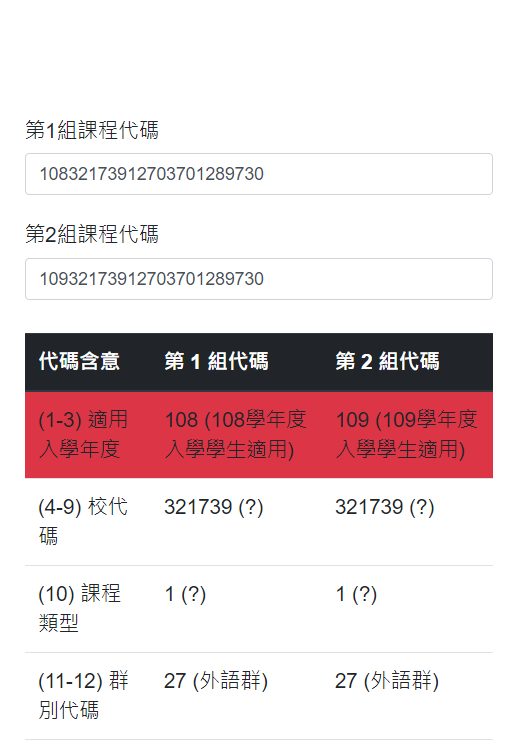 第1組課程代碼
10832173912703701289730
第2組課程代碼
10932173912703701289730
代碼含意 第 1 組代碼 第 2 組代碼
(1-3) 適用 108 (108學年度 109 (109學年度
入學年度 入學學生適用) 入學學生適用)
(4-9) 校代 321739 (?) 321739 (?)
碼
(10) 課程 1 (?) 1 (?)
類型
(11-12) 群 27 (外語群) 27 (外語群)
別代碼